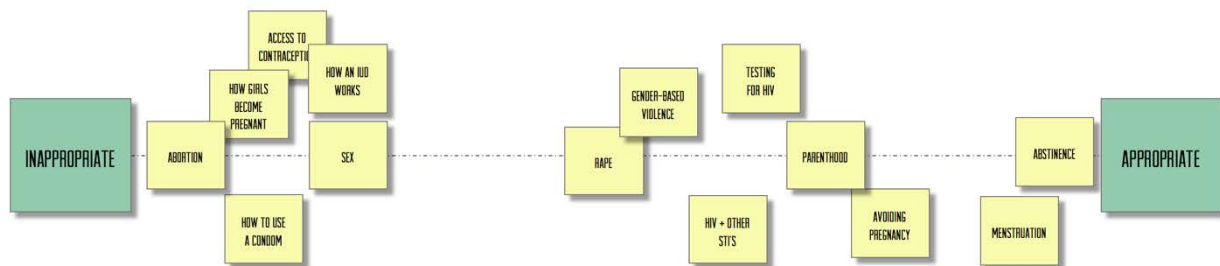 INAPPROPRIATE
ABORTION
HOW GIRLS
BECOME
PREGNANT
ACCESS TO
CONTRACEPTI
HOW AN IUD
WORKS
SEX
HOW TO USE
A CONDOM
RAPE
GENDER-BASED
VIOLENCE
TESTING
FOR HIV
HIV + OTHER
STI'S
PARENTHOOD
AVOIDING
PREGNANCY
ABSTINENCE
MENSTRUATION
APPROPRIATE